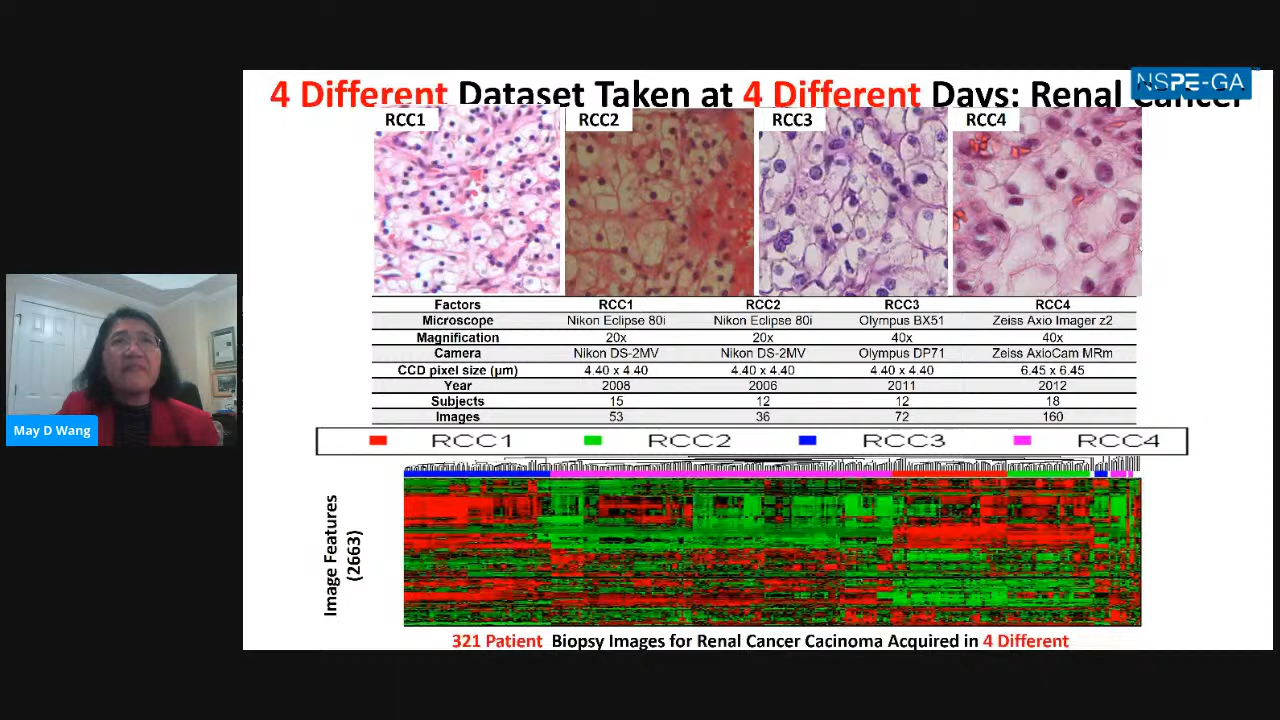 4 Different Dataset Taken at 4 Different Days: Renal Cancer
NSPE-GA
RCC1 RCC2 RCC3 RCC4
Factors RCC1 RCC2 RCC3 RCC4
Microscope Nikon Eclipse 80i Nikon Eclipse 80i Olympus BX51 Zeiss Axio Imager z2
Magnification 20x 20x 40x 40x
Camera Nikon DS-2MV Nikon DS-2MV Olympus DP71 Zeiss AxioCam MRm
CCD pixel size (µm) 4.40 x 4.40 4.40 x 4.40 4.40 x 4.40 6.45 x 6.45
Year 2008 2006 2011 2012
Subjects 15 12 12 18
Images 53 36 72 160
May D Wang
RCC1 RCC2 RCC3 RCC4
Image Features
(2663)
321 Patient Biopsy Images for Renal Cancer Cacinoma Acquired in 4 Different